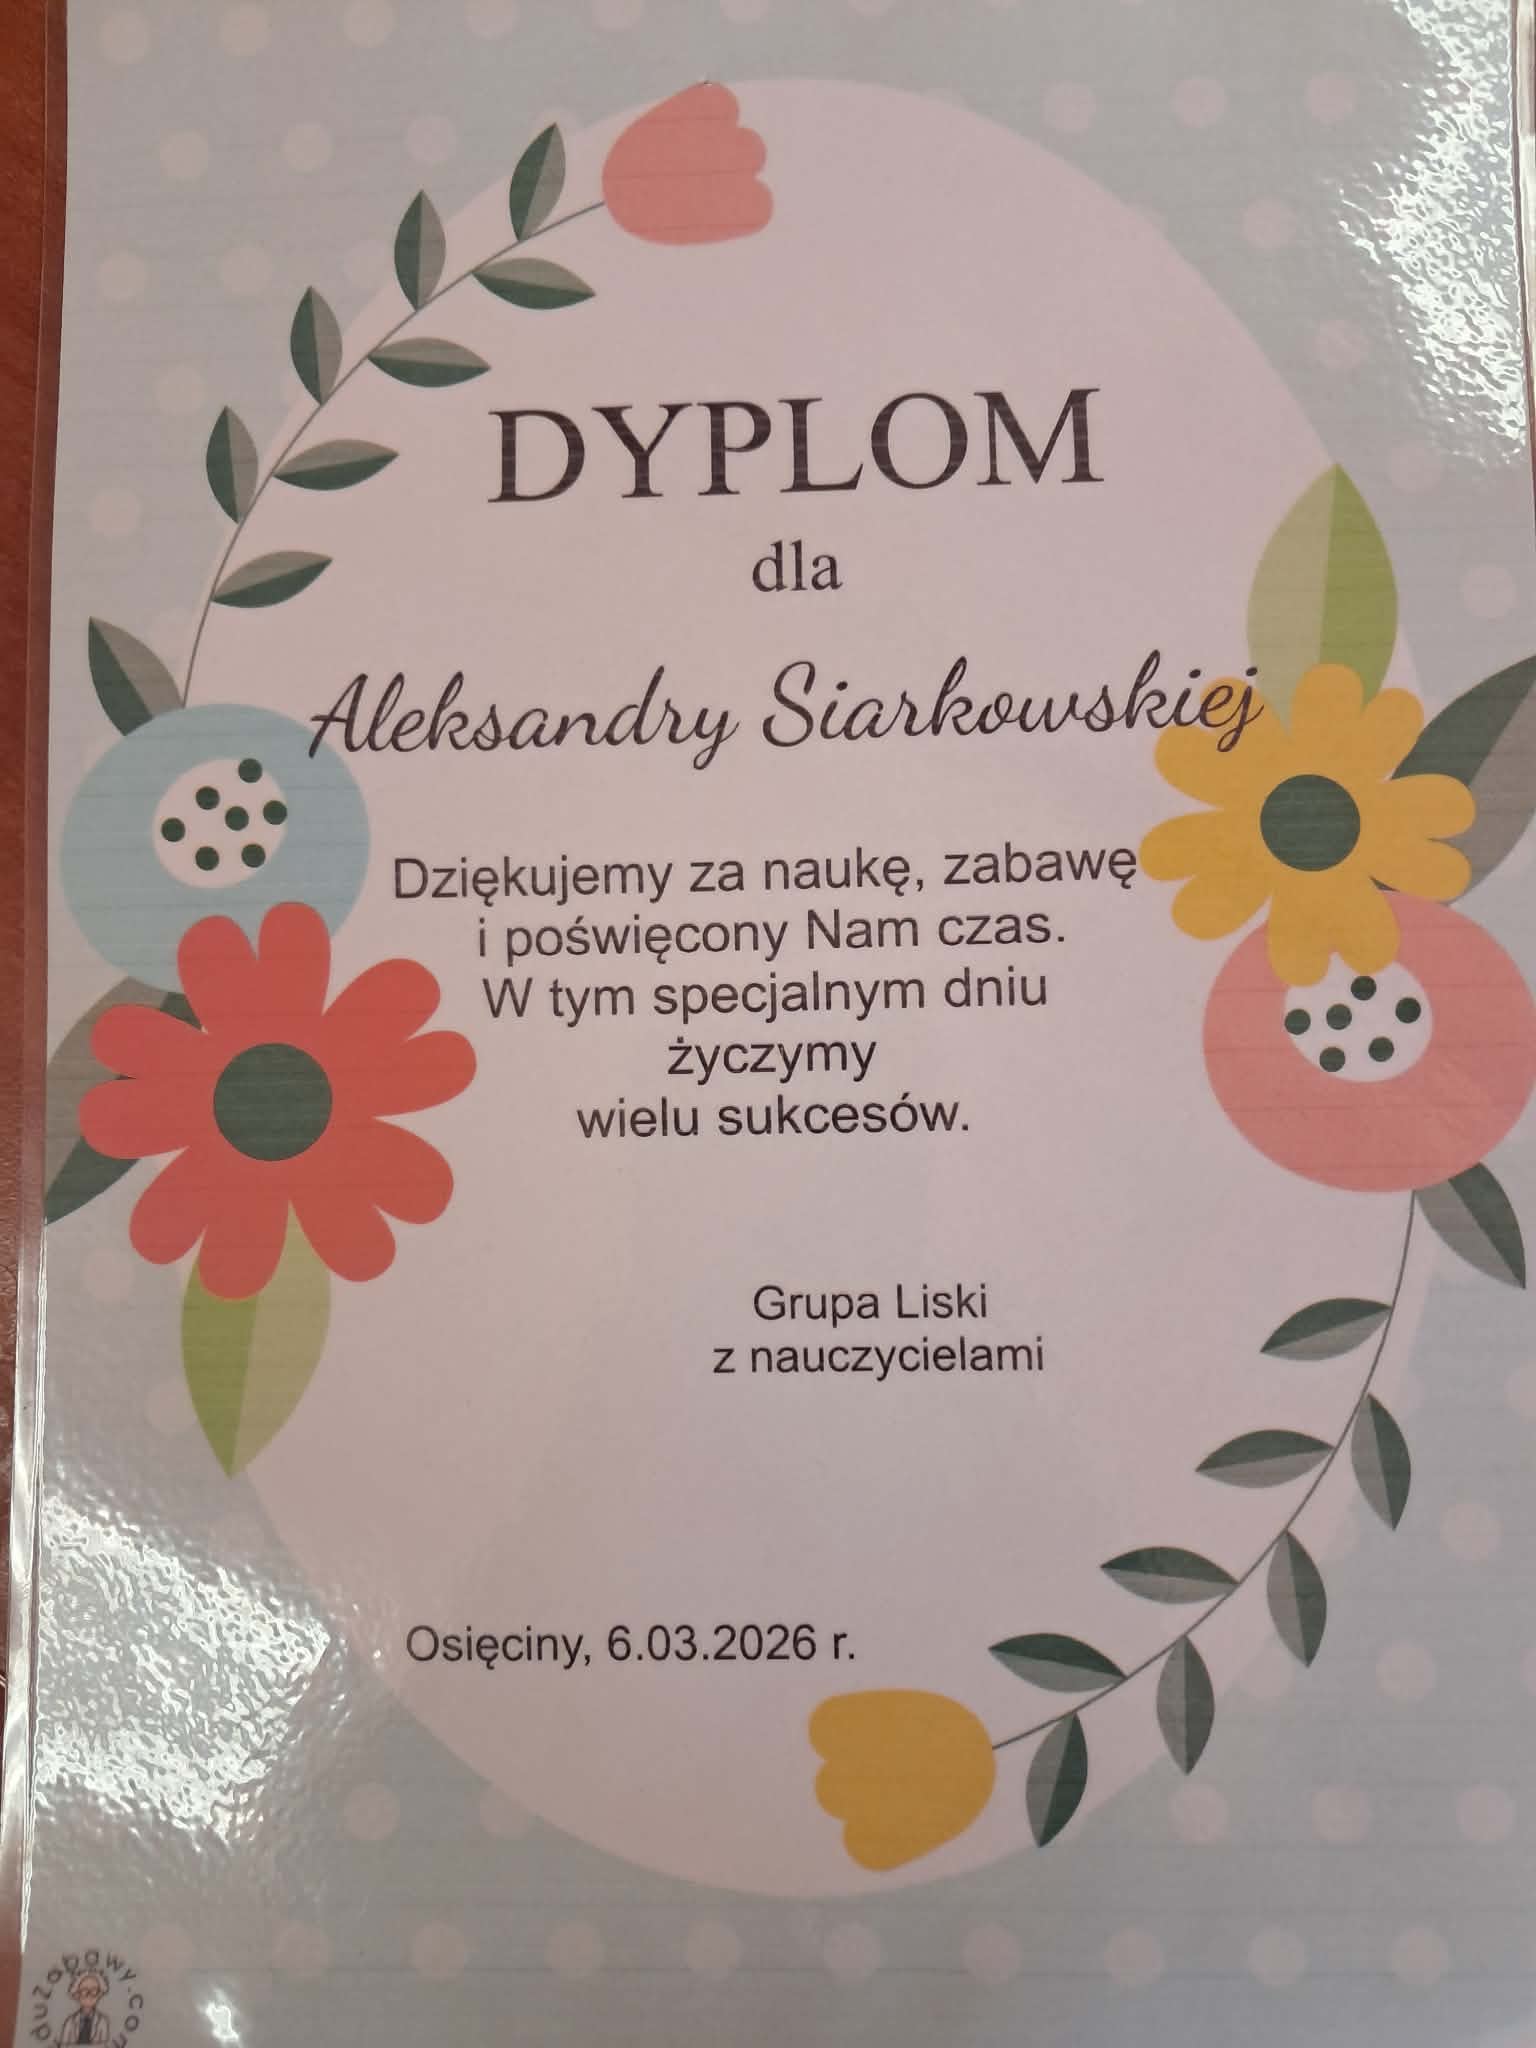 DYPLOM
dla
Aleksandry Siarkowskiej
Dziękujemy za naukę, zabawę
i poświęcony Nam czas.
W tym specjalnym dniu
życzymy
wielu sukcesów.
Grupa Liski
z nauczycielami
Osięciny, 6.03.2026 r.